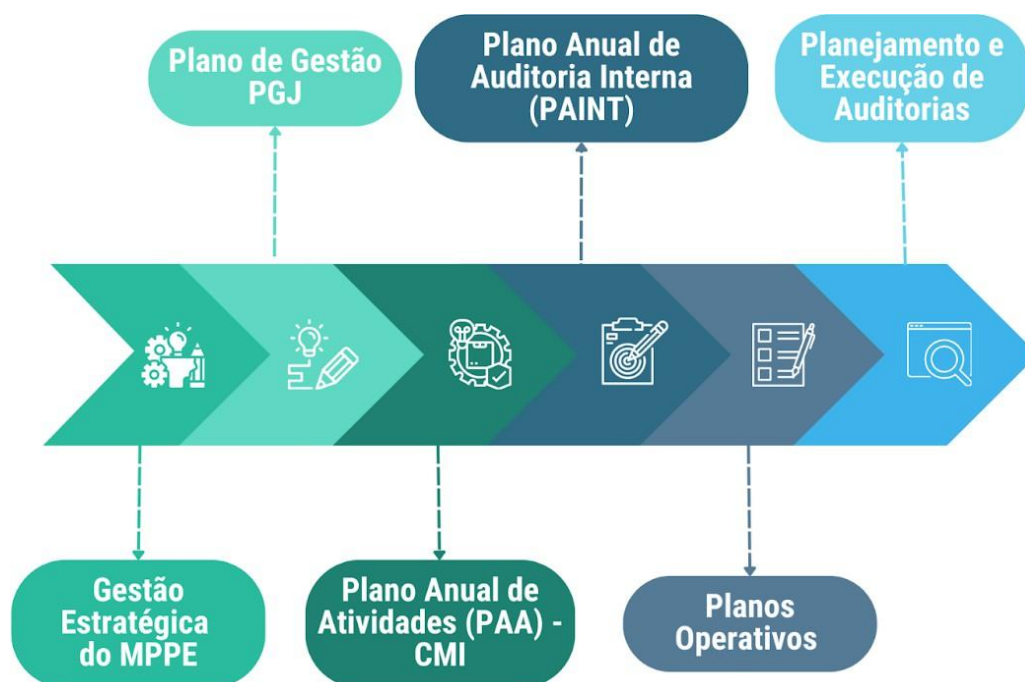 Plano de Gestão
PGJ
Plano Anual de
Auditoria Interna
(PAINT)
Planejamento e
Execução de
Auditorias
Gestão
Estratégica
do MPPE
Plano Anual de
Atividades (PAA) -
CMI
Planos
Operativos